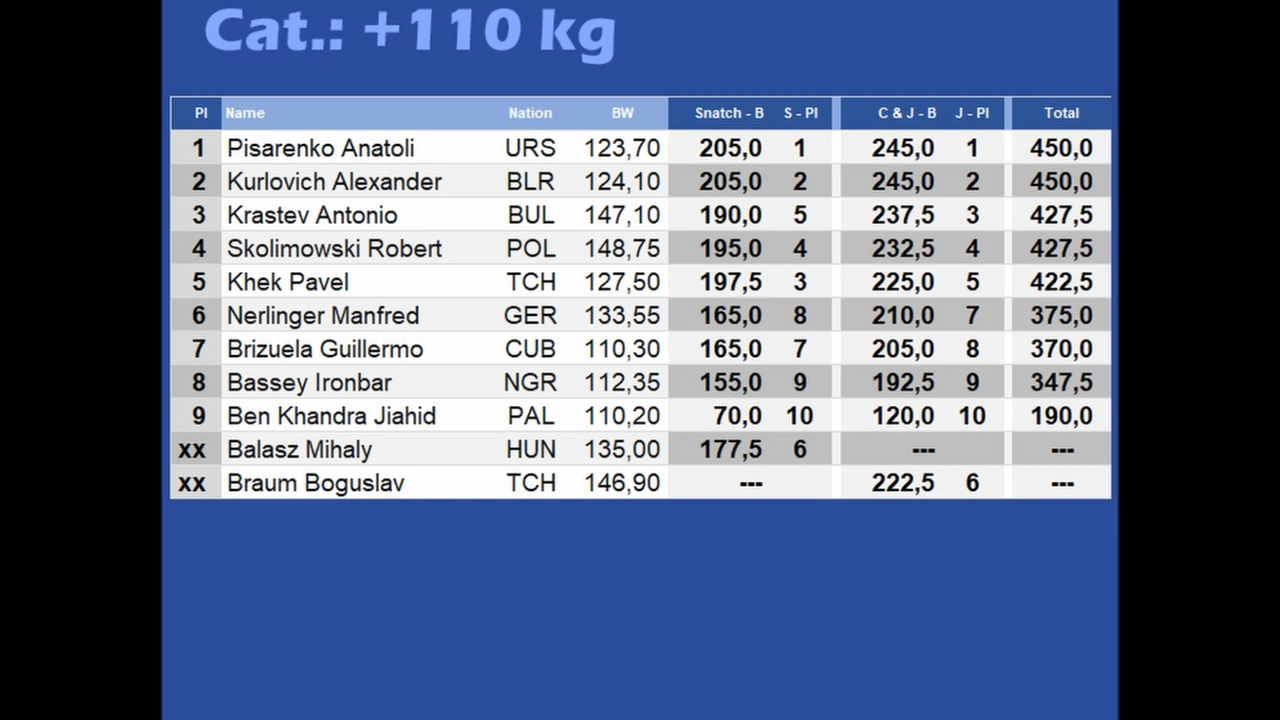 Cat.: +110 kg
Pl Name Nation BW Snatch - B S - Pl C & J - B J - Pl Total
1 Pisarenko Anatoli URS 123,70 205,0 1 245,0 1 450,0
2 Kurlovich Alexander BLR 124,10 205,0 2 245,0 2 450,0
3 Krastev Antonio BUL 147,10 190,0 5 237,5 3 427,5
4 Skolimowski Robert POL 148,75 195,0 4 232,5 4 427,5
5 Khek Pavel TCH 127,50 197,5 3 225,0 5 422,5
6 Nerlinger Manfred GER 133,55 165,0 8 210,0 7 375,0
7 Brizuela Guillermo CUB 110,30 165,0 7 205,0 8 370,0
8 Bassey Ironbar NGR 112,35 155,0 9 192,5 9 347,5
9 Ben Khandra Jiahid PAL 110,20 70,0 10 120,0 10 190,0
xx Balasz Mihaly HUN 135,00 177,5 6 --- ---
xx Braum Boguslav TCH 146,90 --- 222,5 6 ---